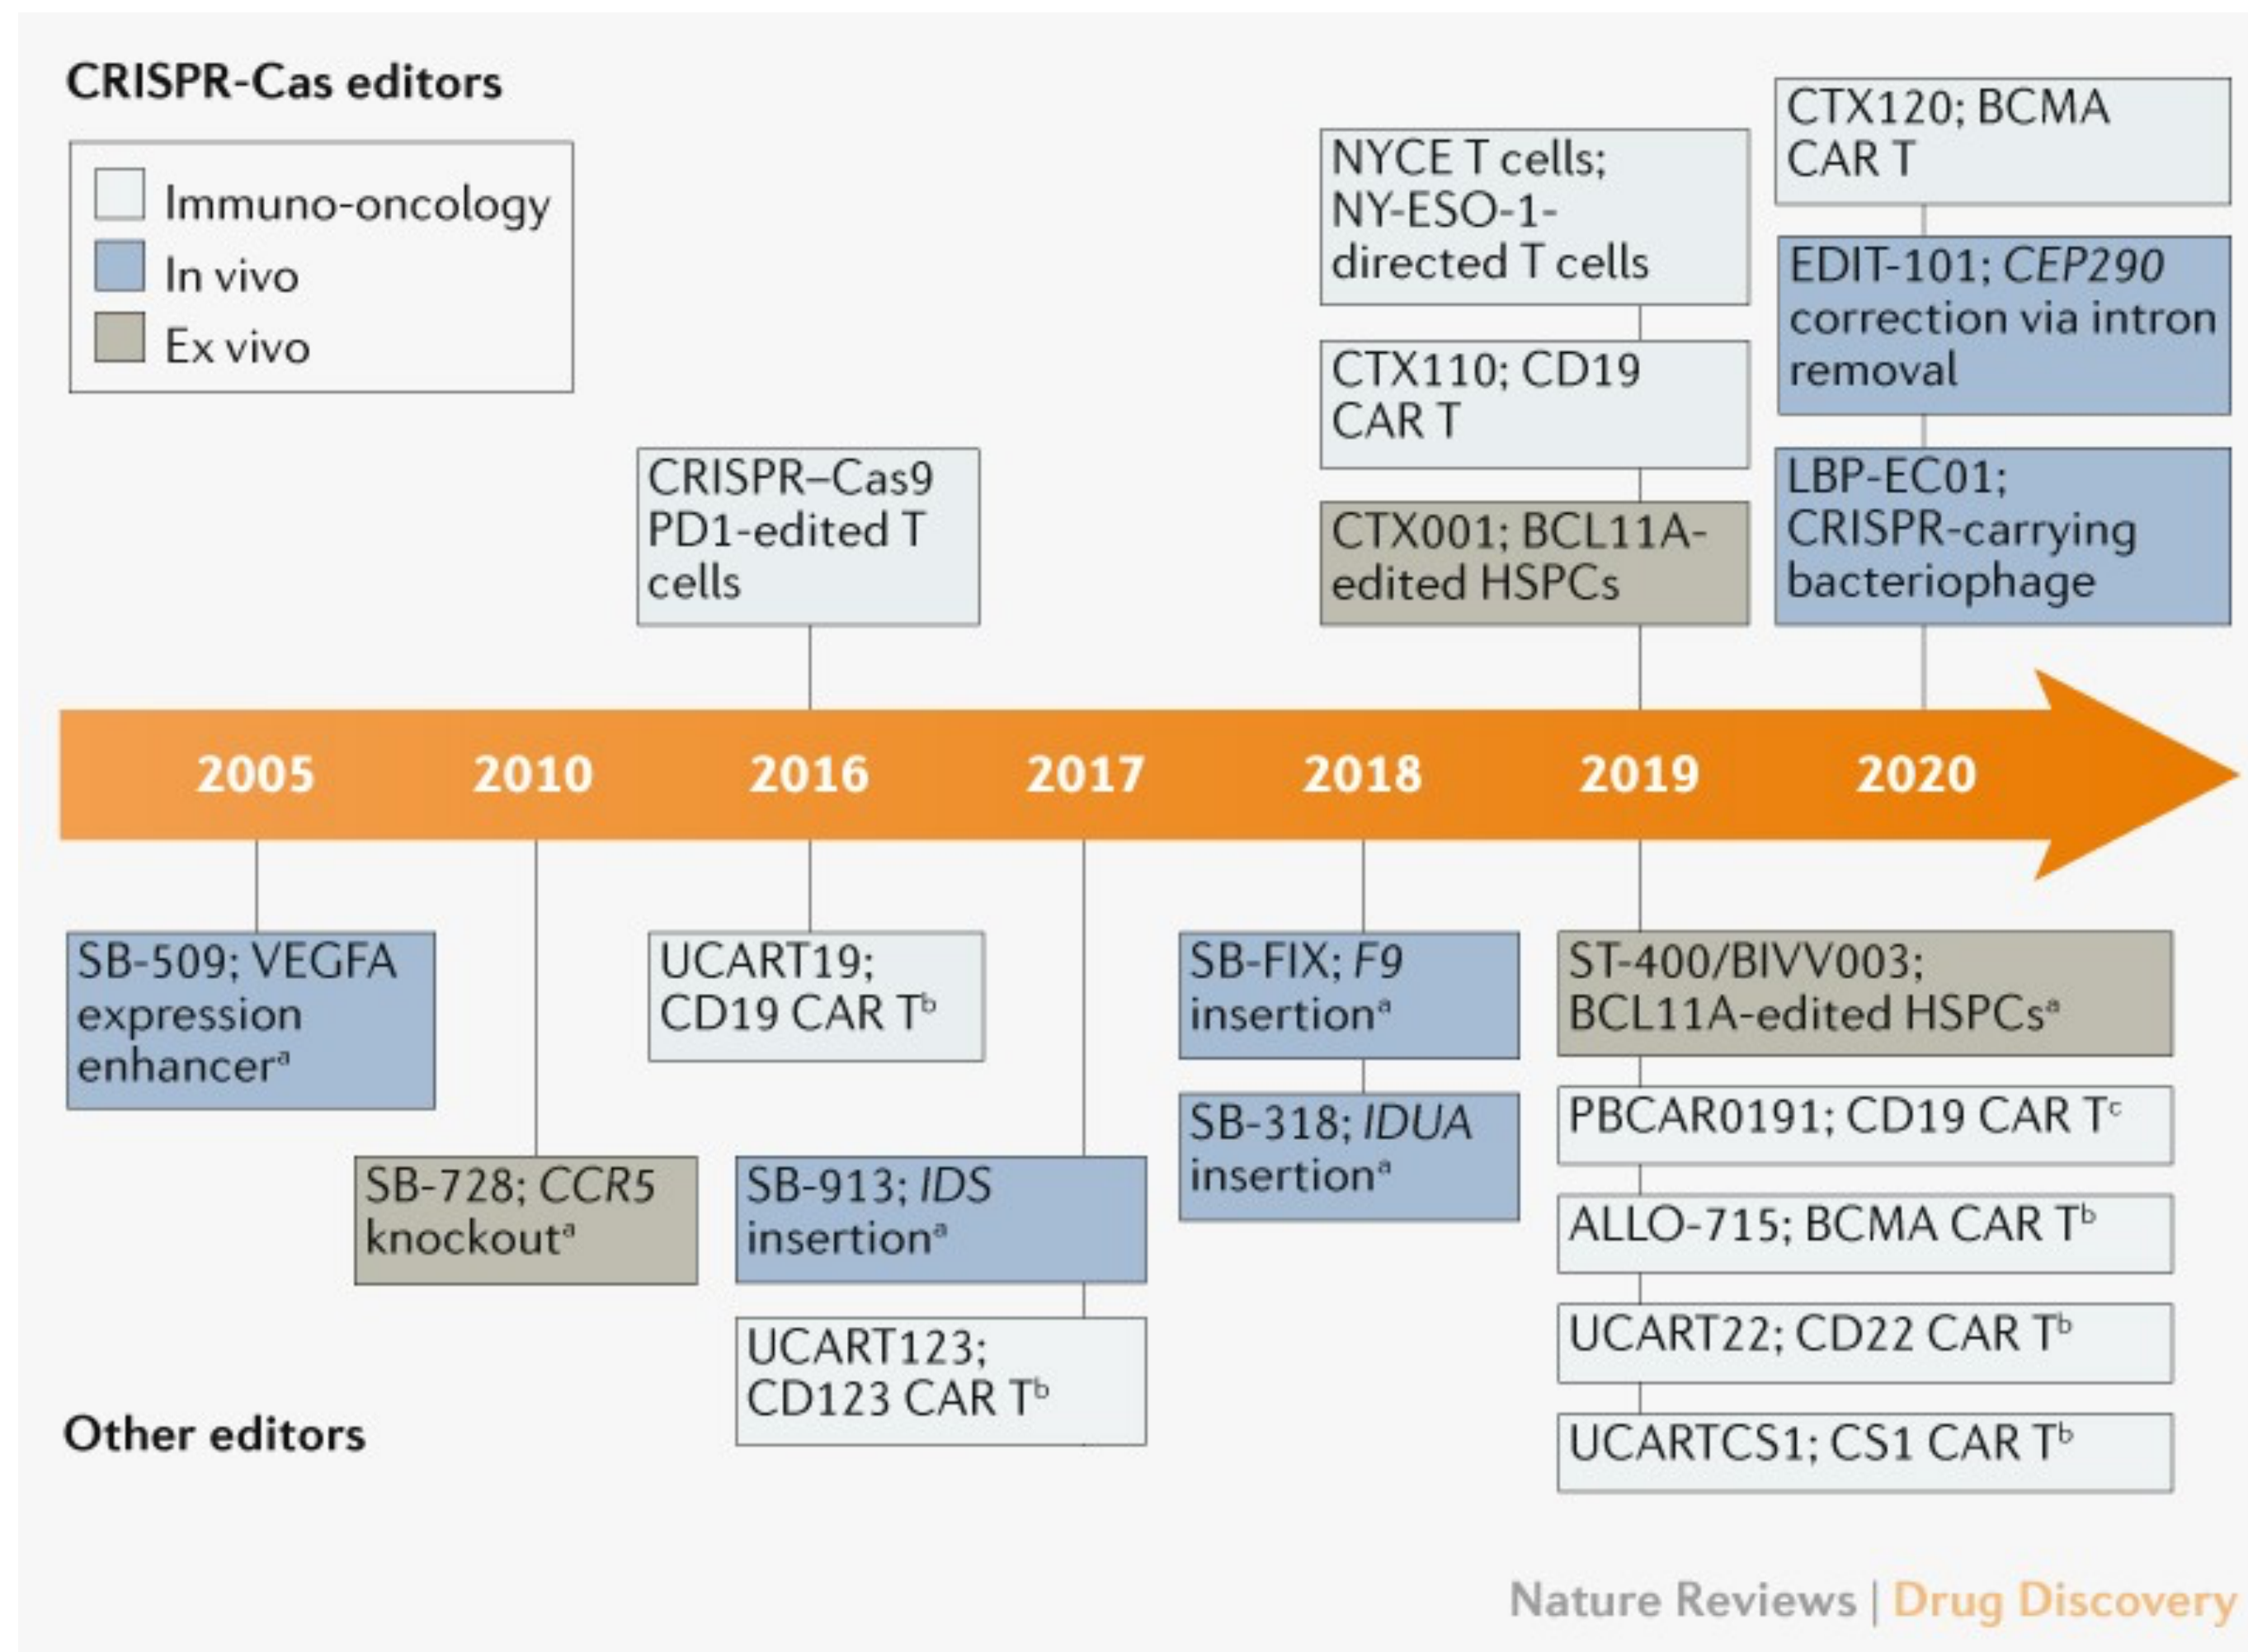 CRISPR-Cas editors
Immuno-oncology
In vivo
Ex vivo
CRISPR–Cas9
PD1-edited T
cells
NYCE T cells;
NY-ESO-1-
directed T cells
CTX110; CD19
CAR T
CTX001; BCL11A-
edited HSPCs
CTX120; BCMA
CAR T
EDIT-101; CEP290
correction via intron
removal
LBP-EC01;
CRISPR-carrying
bacteriophage
2005 2010 2016 2017 2018 2019 2020
SB-509; VEGFA
expression
enhancerᵃ
SB-728; CCR5
knockoutᵃ
UCART19;
CD19 CAR Tᵇ
SB-913; IDS
insertionᵃ
UCART123;
CD123 CAR Tᵇ
SB-FIX; F9
insertionᵃ
SB-318; IDUA
insertionᵃ
ST-400/BIVV003;
BCL11A-edited HSPCsᵃ
PBCAR0191; CD19 CAR Tᶜ
ALLO-715; BCMA CAR Tᵇ
UCART22; CD22 CAR Tᵇ
UCARTCS1; CS1 CAR Tᵇ
Other editors
Nature Reviews | Drug Discovery